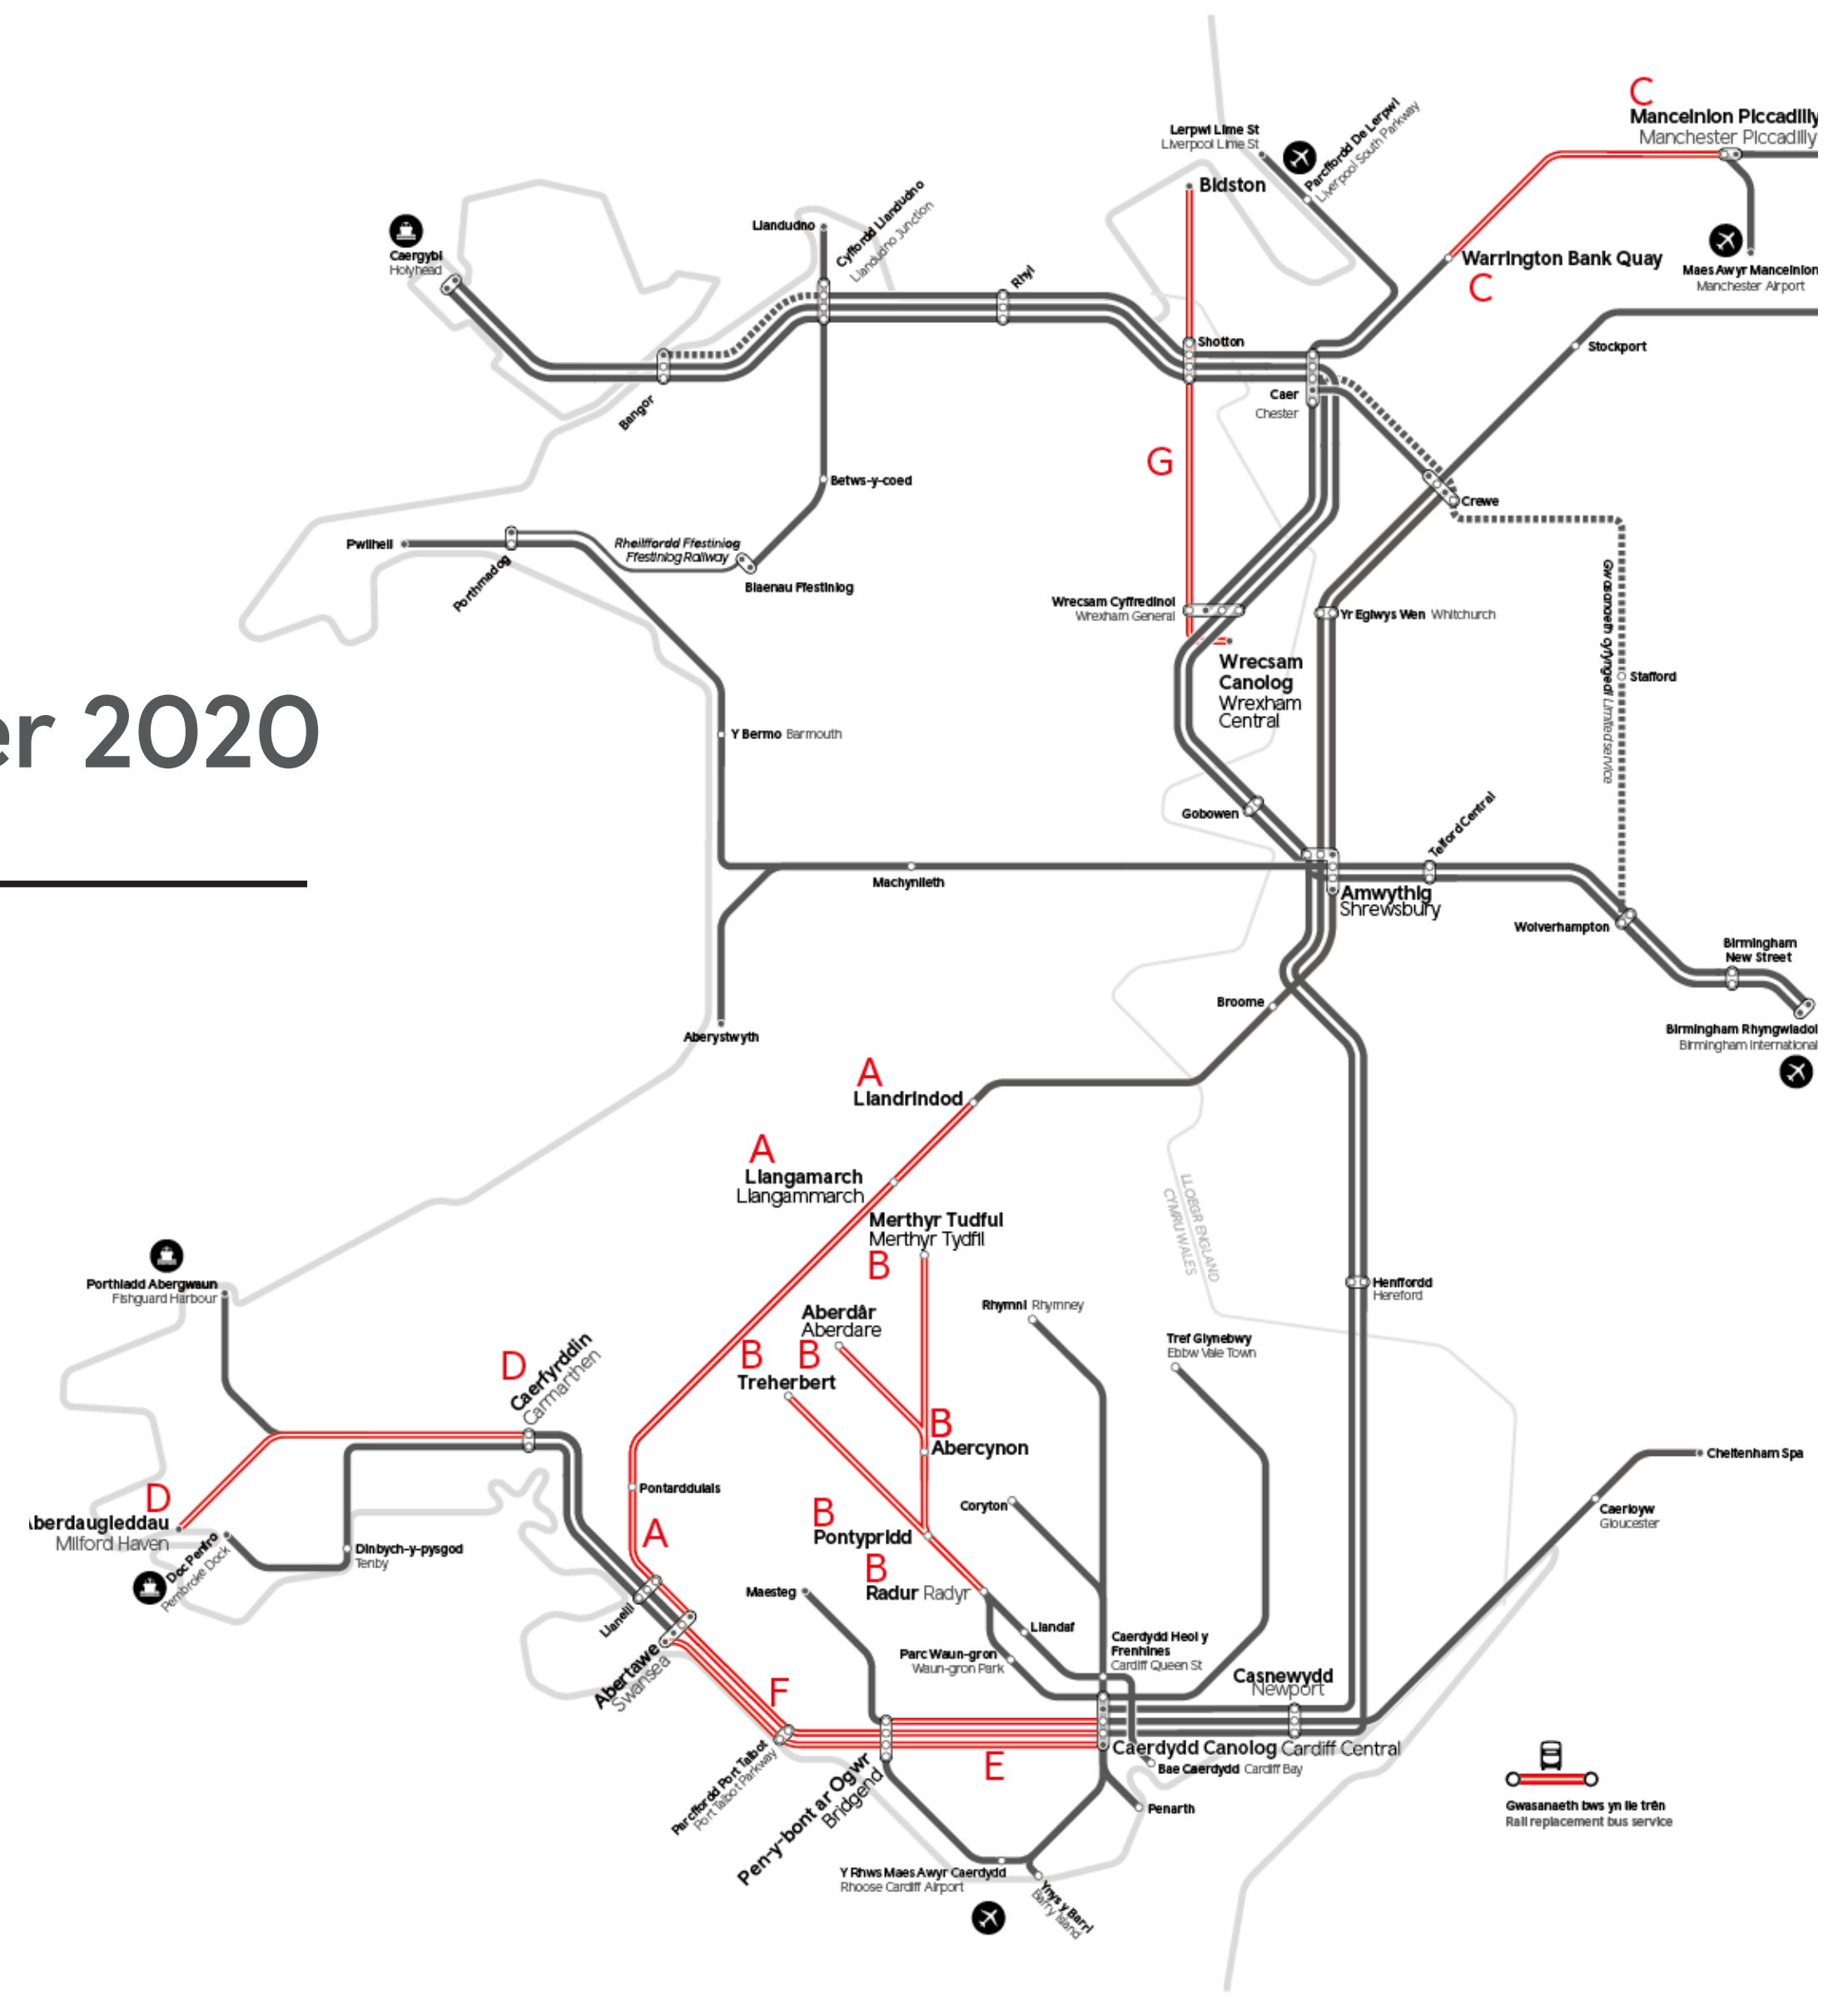 C
Manceinion Piccadilly
Manchester Piccadilly
Lerpwl Lime St
Liverpool Lime St
Parcffordd De Lerpwl
Liverpool South Parkway
Bidston
Warrington Bank Quay
C
Maes Awyr Manceinion
Manchester Airport
Caergybi
Holyhead
Llandudno
Cyffordd Llandudno
Llandudno Junction
Rhyl
Shotton
Stockport
Bangor
Caer
Chester
G
Betws-y-coed
Crewe
Pwllheli
Porthmadog
Rheilffordd Ffestiniog
Ffestiniog Railway
Blaenau Ffestiniog
Wrecsam Cyffredinol
Wrexham General
Yr Eglwys Wen Whitchurch
Wrecsam
Canolog
Wrexham
Central
Gwasanaeth cyfyngedi Limited service
Stafford
er 2020
Y Bermo Barmouth
Gobowen
Telford Central
Machynlleth
Amwythig
Shrewsbury
Wolverhampton
Birmingham
New Street
Birmingham Rhyngwladol
Birmingham International
Broome
Aberystwyth
A
Llandrindod
A
Llangamarch
Llangammarch
LLOEGR ENGLAND
CYMRU WALES
Merthyr Tudful
Merthyr Tydfil
B
Porthladd Abergwaun
Fishguard Harbour
Henffordd
Hereford
Aberdâr
Aberdare
B
B
Treherbert
Rhymni Rhymney
Tref Glynebwy
Ebbw Vale Town
D
Caerfyrddin
Carmarthen
B
Abercynon
Cheltenham Spa
Pontarddulais
D
berdaugleddau
Milford Haven
Doc Penfro
Pembroke Dock
Dinbych-y-pysgod
Tenby
A
Coryton
B
Pontypridd
B
Radur Radyr
Caerloyw
Gloucester
Maesteg
Llanelli
Llandaf
Parc Waun-gron
Waun-gron Park
Caerdydd Heol y
Frenhines
Cardiff Queen St
Abertawe
Swansea
F
Casnewydd
Newport
Parcffordd Port Talbot
Port Talbot Parkway
Pen-y-bont ar Ogwr
Bridgend
E
Caerdydd Canolog Cardiff Central
Bae Caerdydd Cardiff Bay
Penarth
Y Rhws Maes Awyr Caerdydd
Rhoose Cardiff Airport
Ynys y Barri
Barry Island
Gwasanaeth bws yn lle trên
Rail replacement bus service